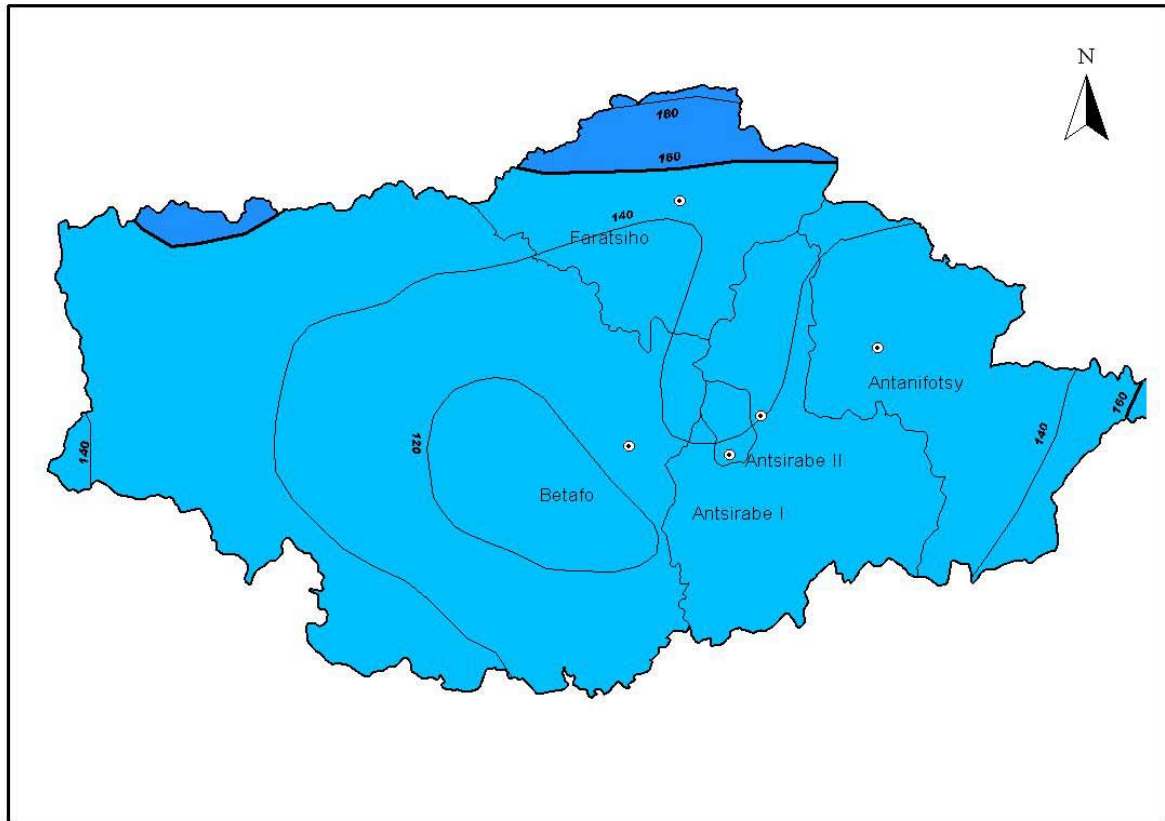 N
180
160
140
Faratsiho
Antanifotsy
160
140
120
140
Antsirabe II
Betafo
Antsirabe I